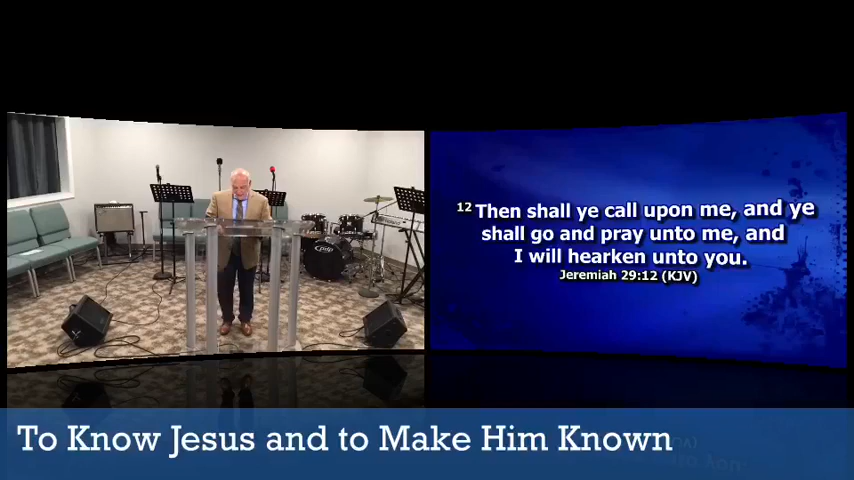 12 Then shall ye call upon me, and ye
shall go and pray unto me, and
I will hearken unto you.
Jeremiah 29:12 (KJV)
pdp
To Know Jesus and to Make Him Known